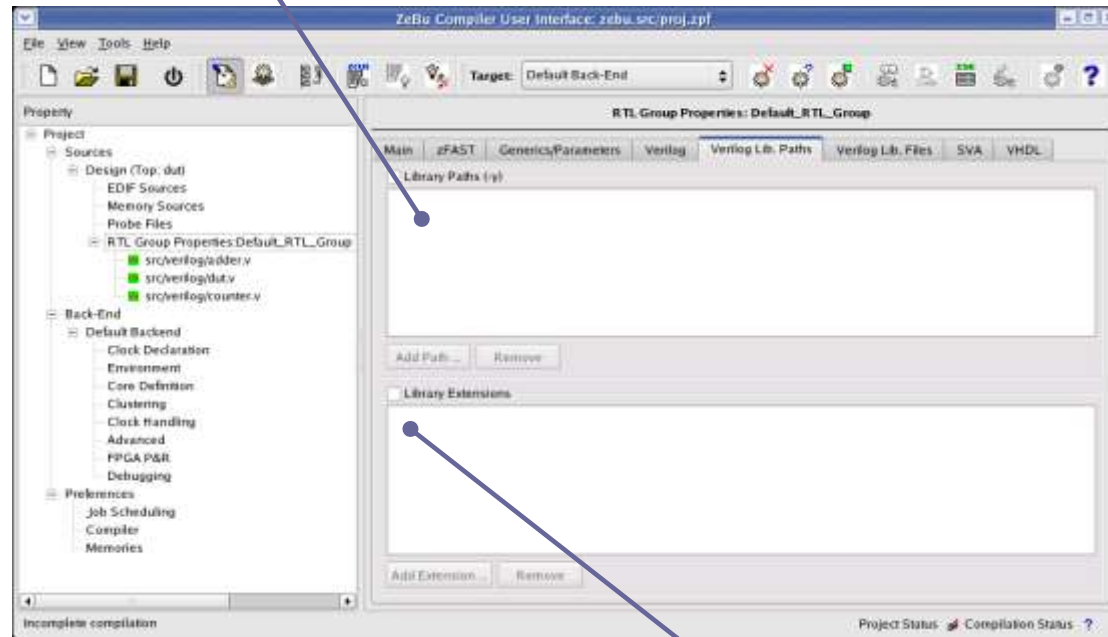 ZeBu Compiler User Interface: zebu.src/proj.zpf
File View Tools Help
Target: Default Back-End
Property
RTL Group Properties: Default_RTL_Group
Project
Sources
Design (Top: dut)
EDIF Sources
Memory Sources
Probe Files
RTL Group Properties:Default_RTL_Group
src/verilog/adder.v
src/verilog/dut.v
src/verilog/counter.v
Back-End
Default Backend
Clock Declaration
Environment
Core Definition
Clustering
Clock Handling
Advanced
FPGA P&R
Debugging
Preferences
Job Scheduling
Compiler
Memories
Main zFAST Generics/Parameters Verilog Verilog Lib. Paths Verilog Lib. Files SVA VHDL
Library Paths (-y)
Add Path... Remove
Library Extensions
Add Extension... Remove
Incomplete compilation
Project Status Compilation Status ?